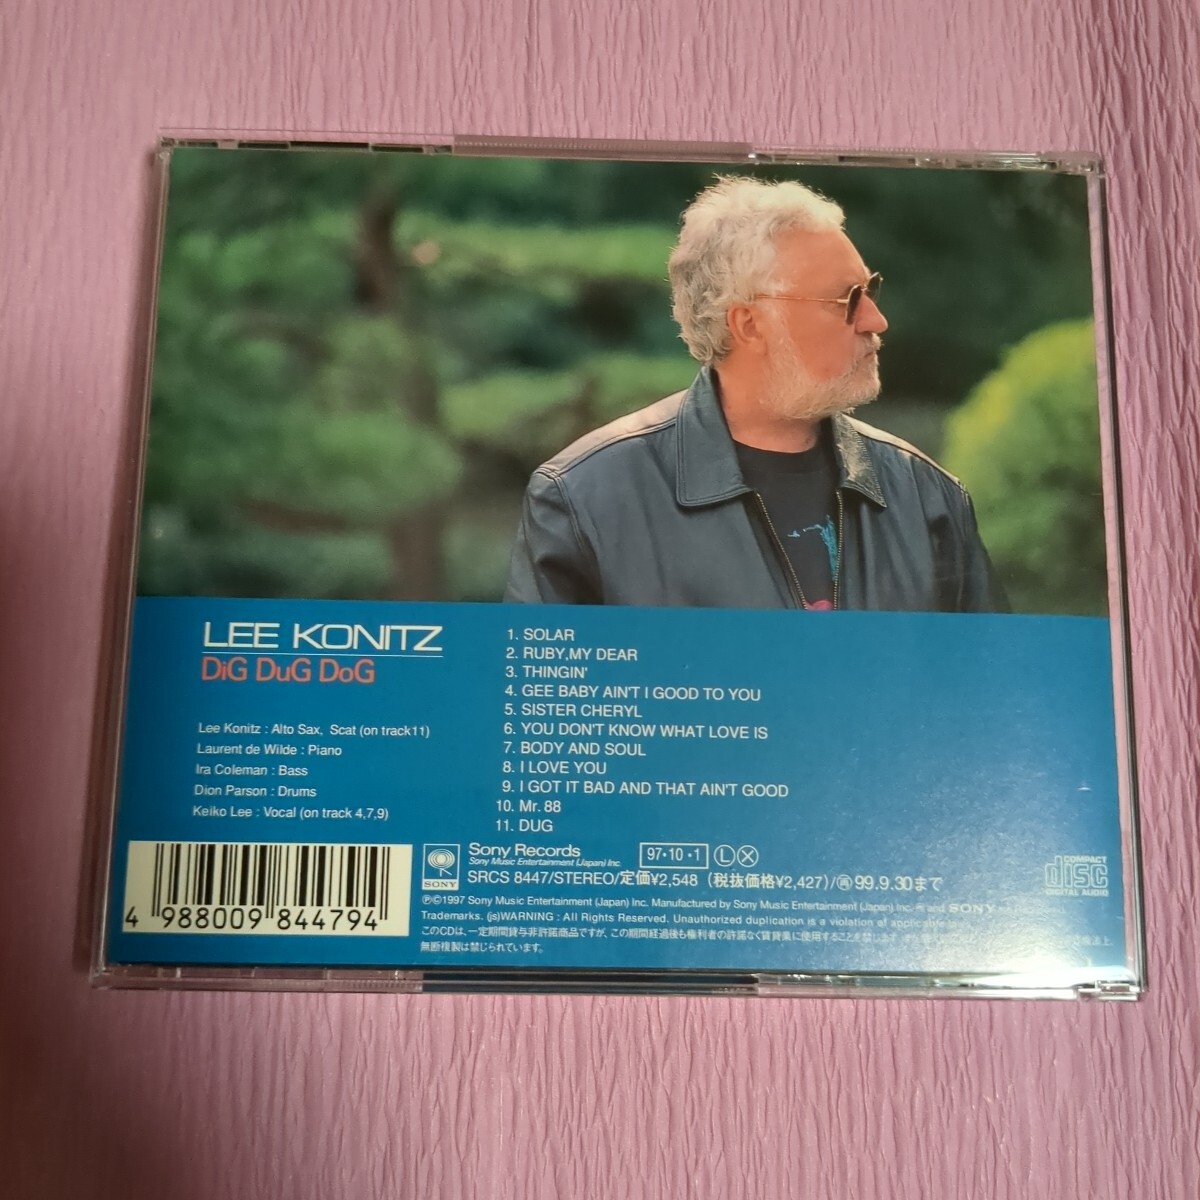 LEE KONITZ
DiG DuG DoG
Lee Konitz : Alto Sax, Scat (on track11)
Laurent de Wilde : Piano
Ira Coleman : Bass
Dion Parson : Drums
Keiko Lee : Vocal (on track 4,7,9)
1. SOLAR
2. RUBY,MY DEAR
3. THINGIN'
4. GEE BABY AIN'T I GOOD TO YOU
5. SISTER CHERYL
6. YOU DON'T KNOW WHAT LOVE IS
7. BODY AND SOUL
8. I LOVE YOU
9. I GOT IT BAD AND THAT AIN'T GOOD
10. Mr. 88
11. DUG
4 988009 844794
SONY
Sony Records
Sony Music Entertainment (Japan) Inc.
97・10・1 Ⓛ Ⓧ
SRCS 8447/STEREO/定価¥2,548 (税抜価格¥2,427)/再99.9.30まで
COMPACT
disc
DIGITAL AUDIO
Ⓟ©1997 Sony Music Entertainment (Japan) Inc. Manufactured by Sony Music Entertainment (Japan) Inc. and SONY
Trademarks. (js)WARNING : All Rights Reserved. Unauthorized duplication is a violation of applicable
このCDは、一定期間貸与非許諾商品ですが、この期間経過後も権利者の許諾なく賃貸業に使用することを禁じます。
無断複製は禁じられています。